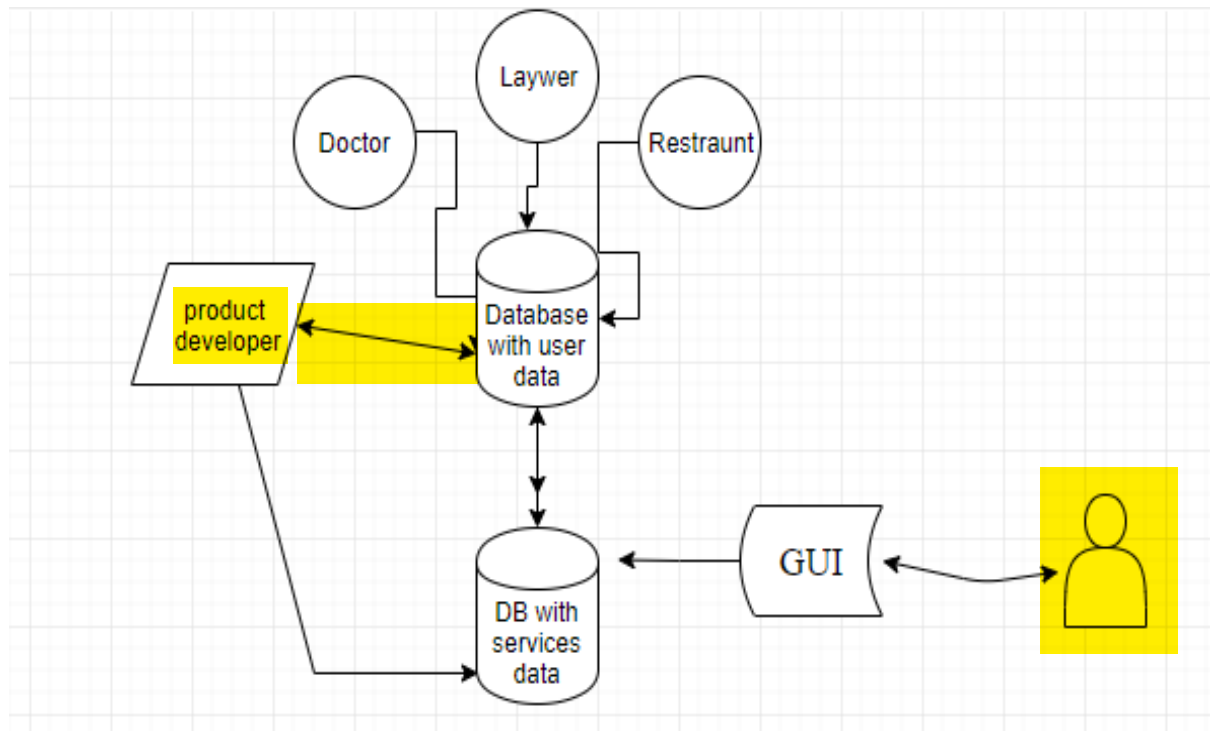 Laywer
Doctor
Restraunt
product
developer
Database
with user
data
GUI
DB with
services
data